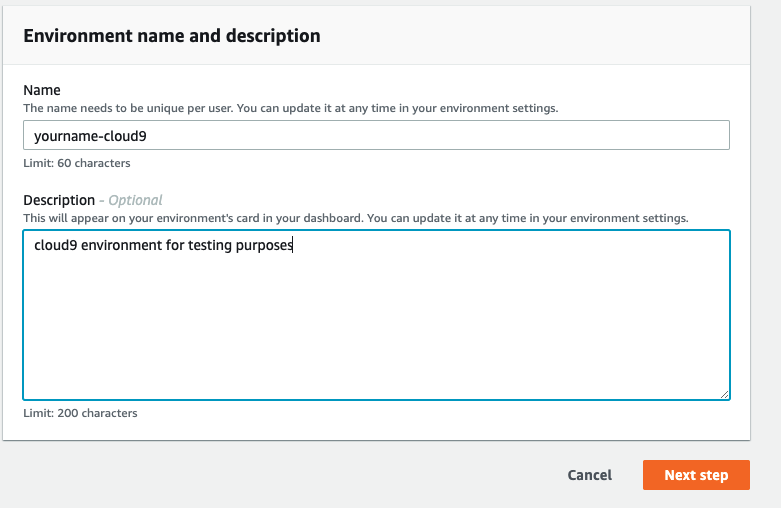 Environment name and description
Name
The name needs to be unique per user. You can update it at any time in your environment settings.
yourname-cloud9
Limit: 60 characters
Description - Optional
This will appear on your environment's card in your dashboard. You can update it at any time in your environment settings.
cloud9 environment for testing purposes
Limit: 200 characters
Cancel
Next step